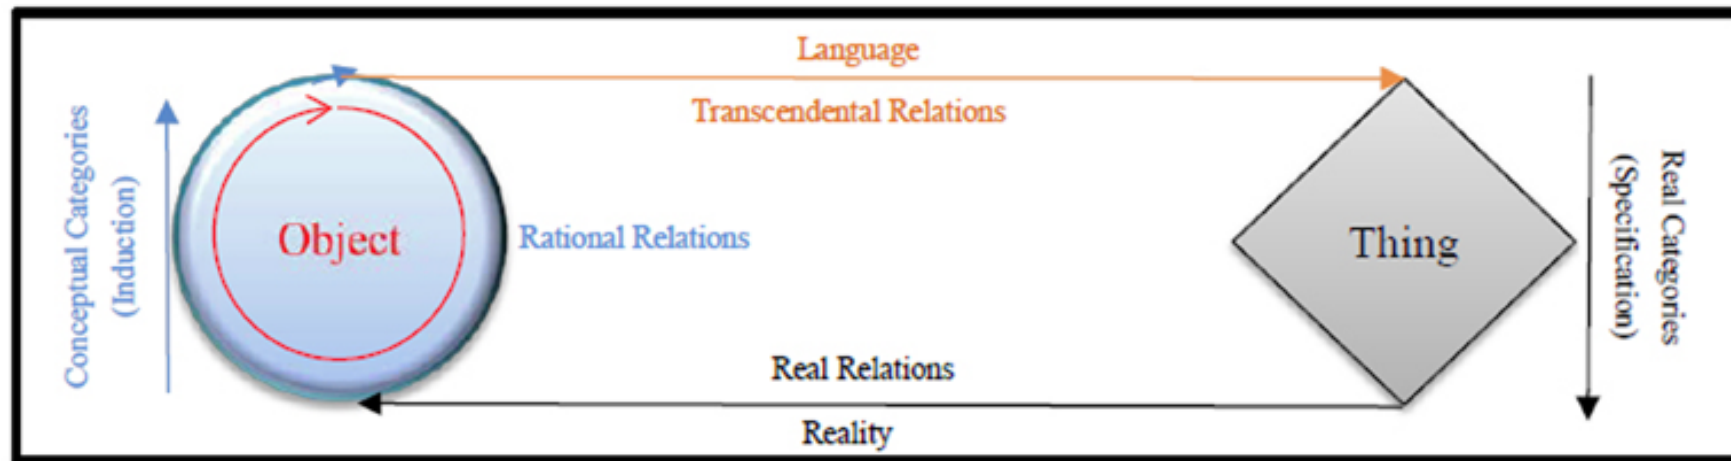 Language
Transcendental Relations
Conceptual Categories
(Induction)
Object
Rational Relations
Thing
Real Categories
(Specification)
Real Relations
Reality